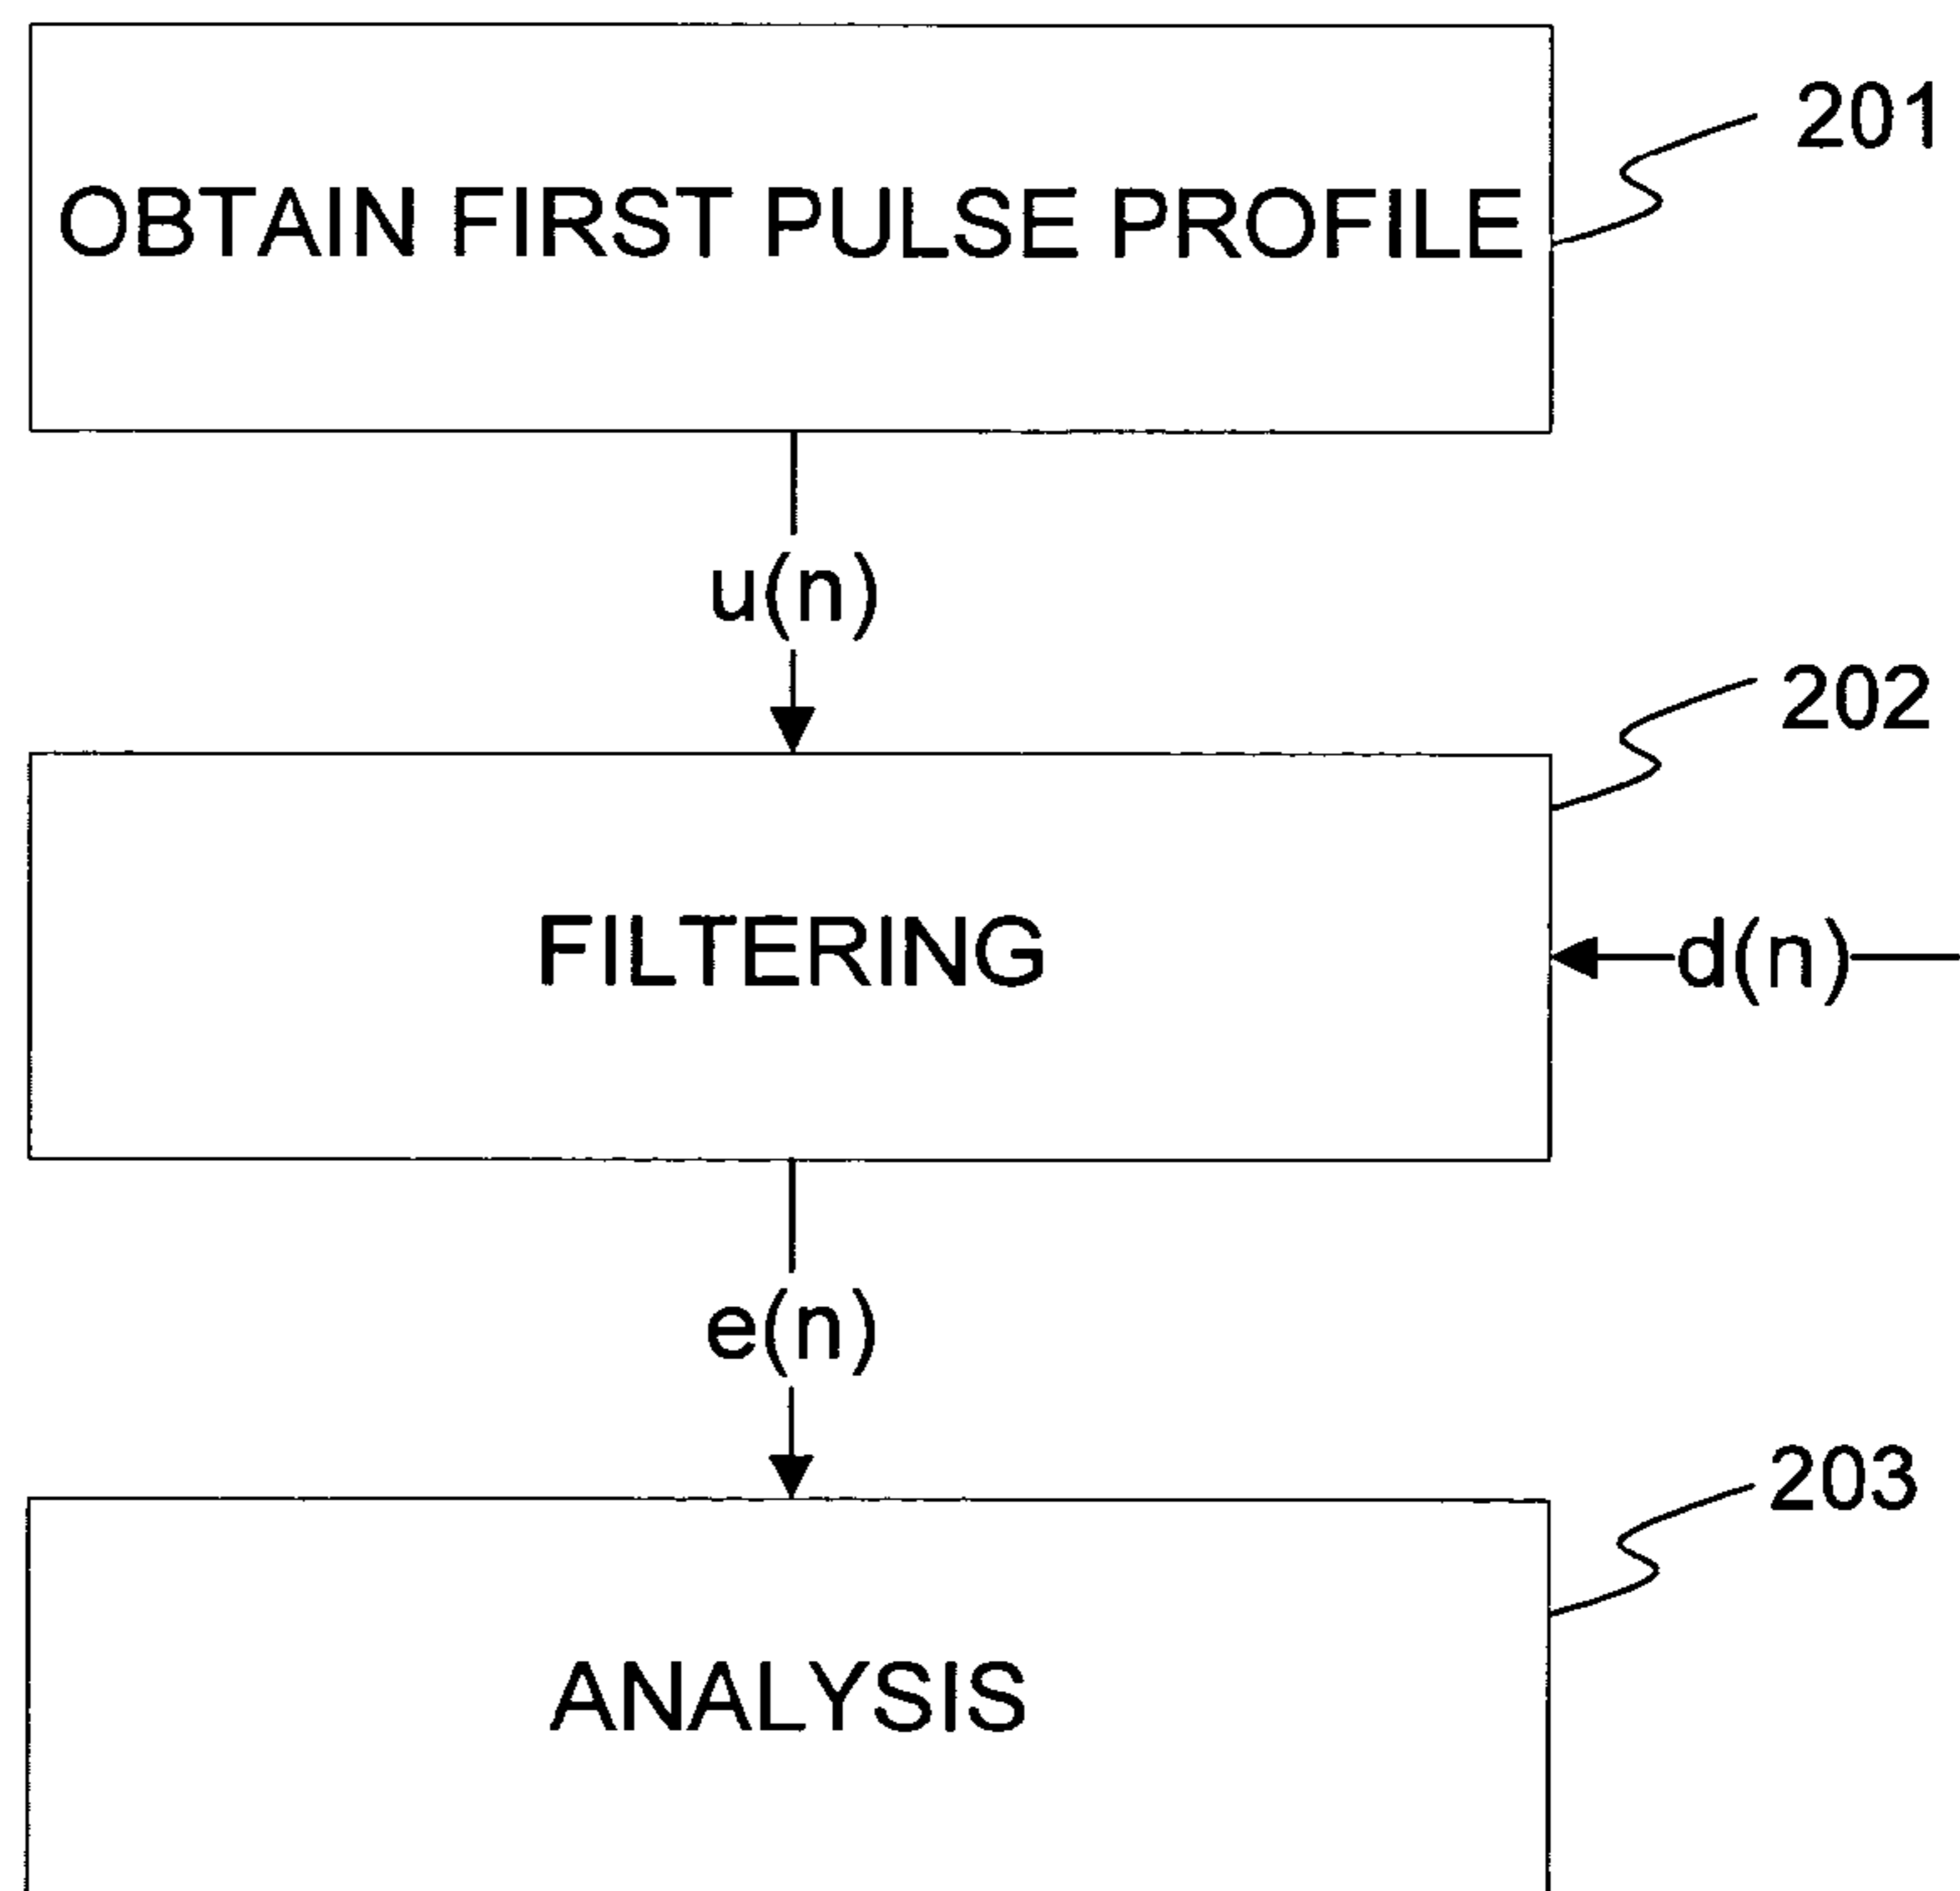 201
OBTAIN FIRST PULSE PROFILE
u(n)
202
FILTERING
d(n)
e(n)
203
ANALYSIS